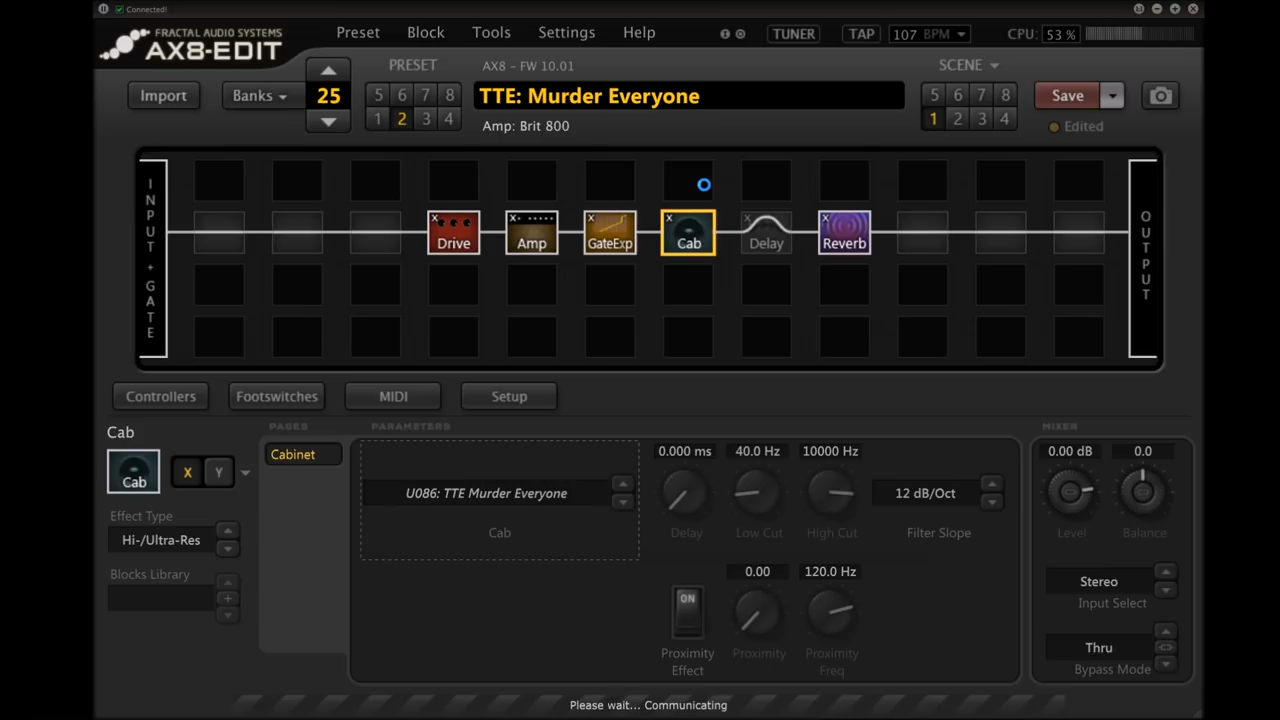 Connected!
FRACTAL AUDIO SYSTEMS
AX8-EDIT
Preset Block Tools Settings Help
TUNER TAP 107 BPM CPU: 53 %
PRESET AX8 - FW 10.01 SCENE
Import Banks 25
5 6 7 8
1 2 3 4
TTE: Murder Everyone
Amp: Brit 800
5 6 7 8
1 2 3 4
Save
Edited
INPUT + GATE
X Drive
X Amp
X GateExp
X Cab
X Delay
X Reverb
OUTPUT
Controllers Footswitches MIDI Setup
Cab
Cab
X Y
Effect Type
Hi-/Ultra-Res
Blocks Library
PAGES
Cabinet
PARAMETERS
U086: TTE Murder Everyone
Cab
0.000 ms 40.0 Hz 10000 Hz
12 dB/Oct
Delay Low Cut High Cut Filter Slope
0.00 120.0 Hz
ON
Proximity Effect
Proximity
Proximity Freq
MIXER
0.00 dB 0.0
Level Balance
Stereo
Input Select
Thru
Bypass Mode
Please wait... Communicating